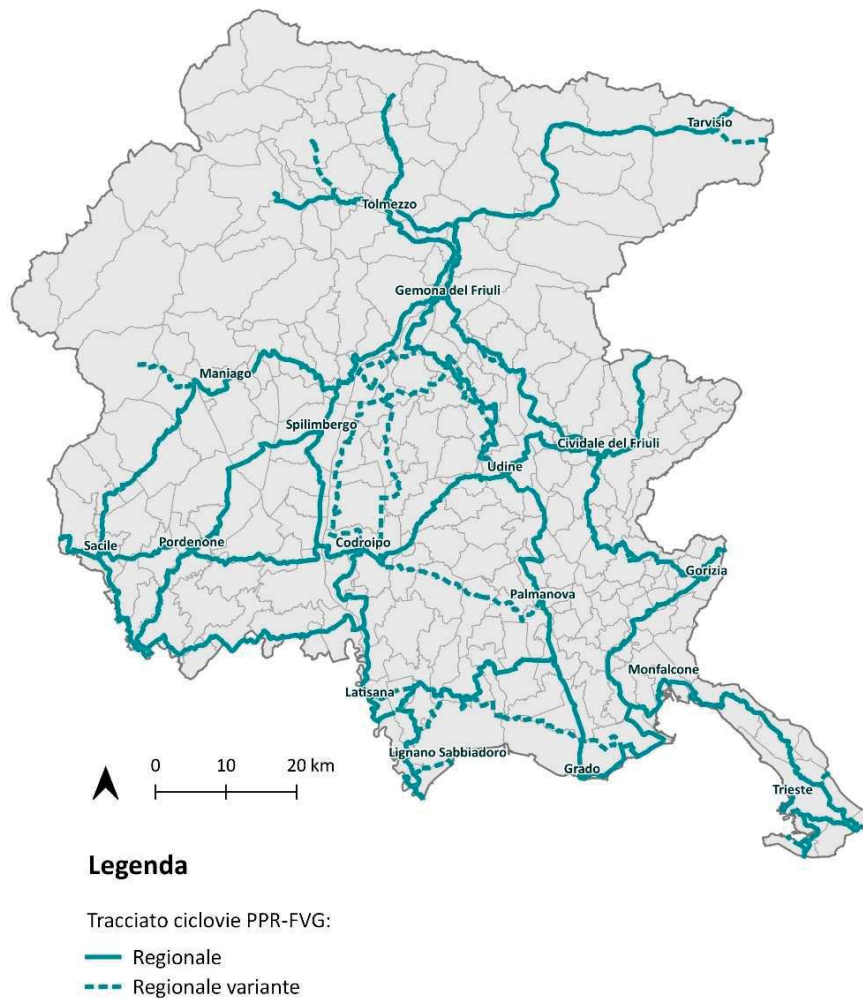 Tarvisio
Tolmezzo
Gemona del Friuli
Maniago
Spilimbergo
Cividale del Friuli
Udine
Sacile
Pordenone
Codroipo
Gorizia
Palmanova
Monfalcone
Latisana
Lignano Sabbiadoro
Grado
Trieste
0 10 20 km
Legenda
Tracciato ciclovie PPR-FVG:
Regionale
Regionale variante